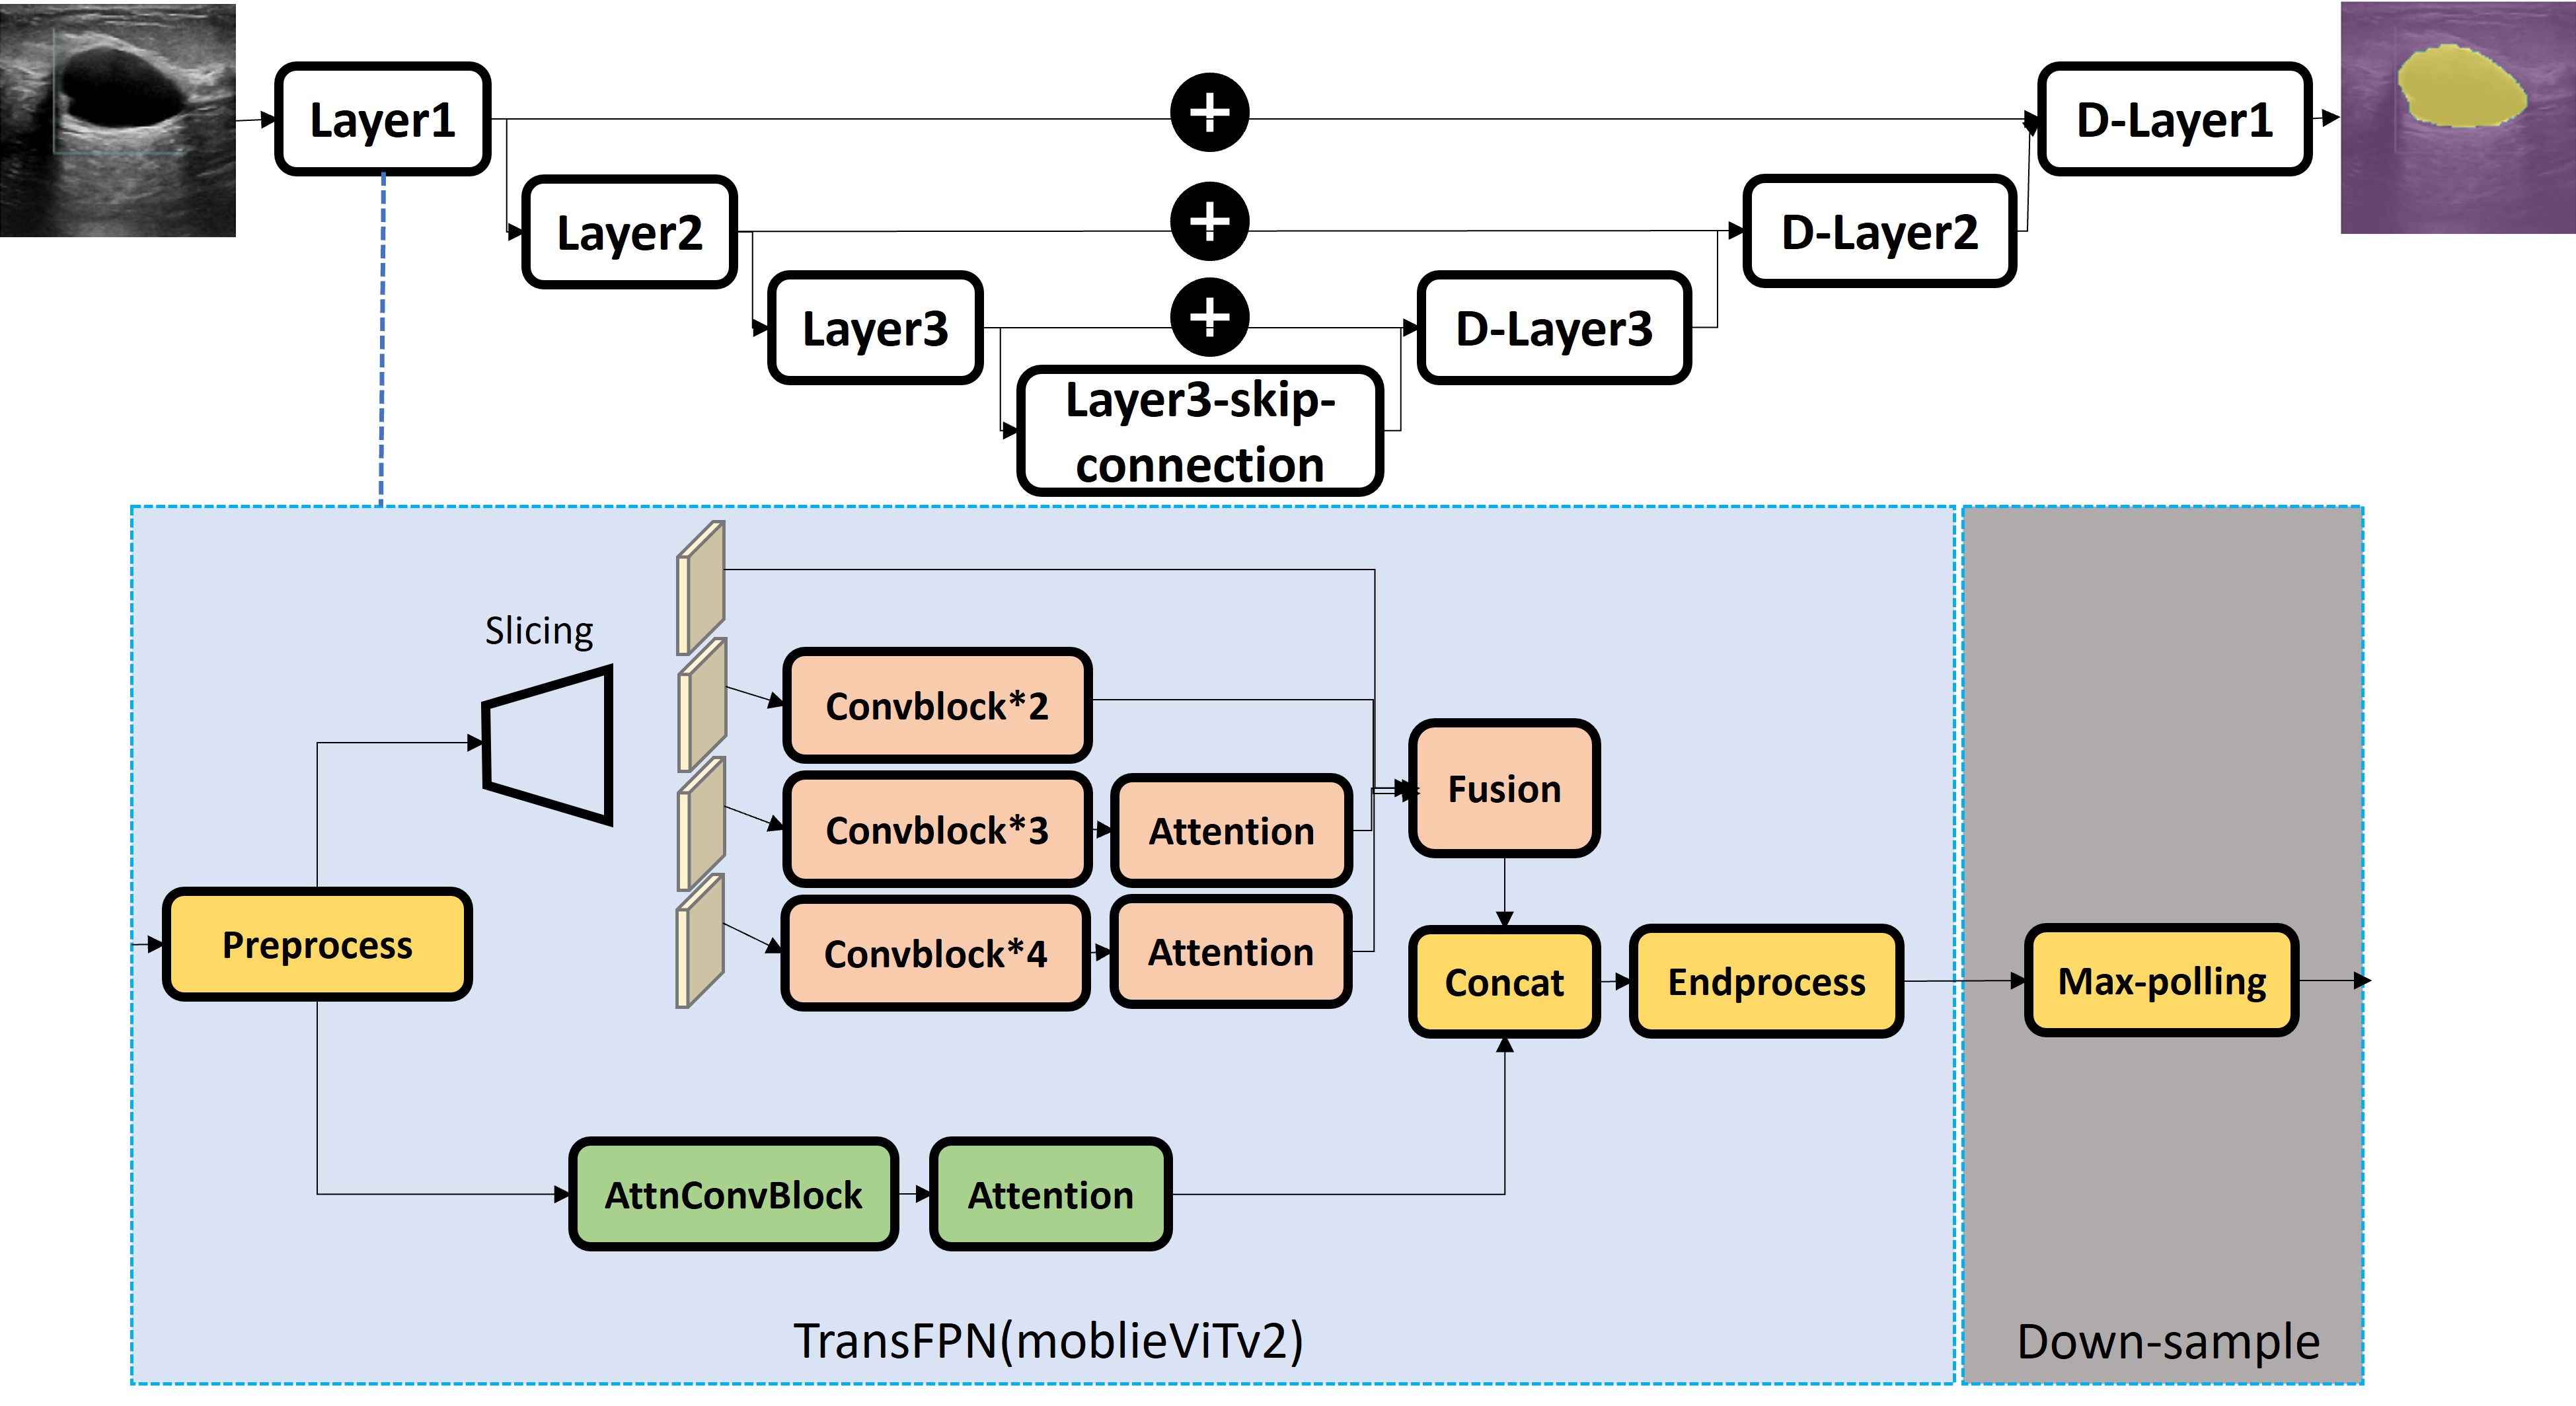 Layer1
D-Layer1
Layer2
D-Layer2
Layer3
D-Layer3
Layer3-skip-
connection
Slicing
Convblock*2
Convblock*3
Attention
Fusion
Convblock*4
Attention
Preprocess
Concat
Endprocess
Max-polling
AttnConvBlock
Attention
TransFPN(moblieViTv2)
Down-sample